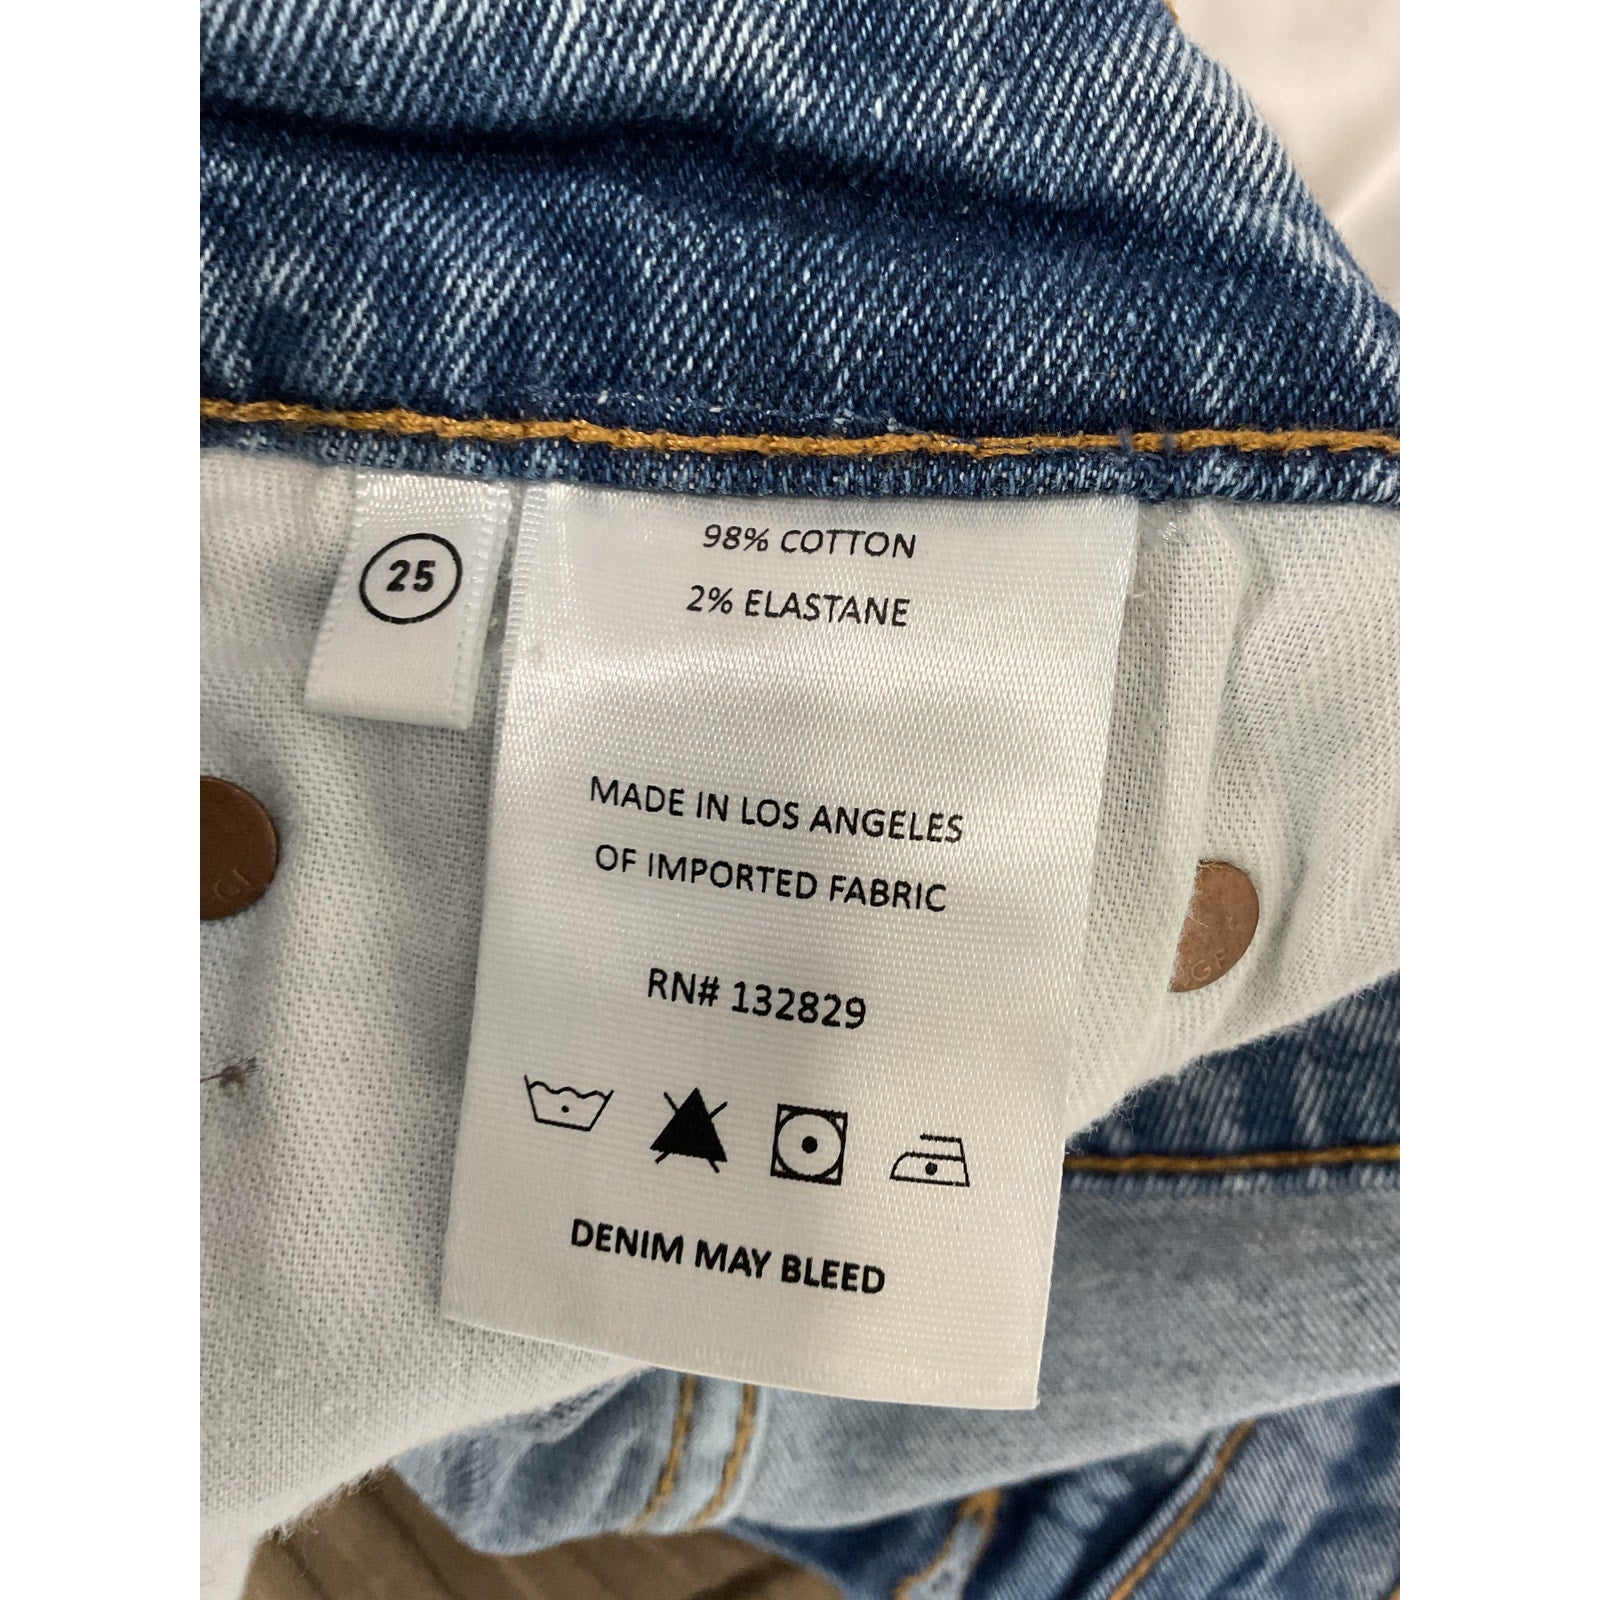 25
98% COTTON
2% ELASTANE
MADE IN LOS ANGELES
OF IMPORTED FABRIC
RN# 132829
DENIM MAY BLEED